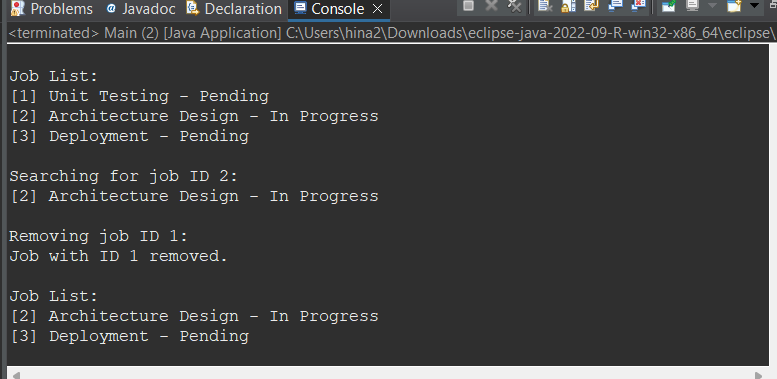 Problems @ Javadoc Declaration Console
<terminated> Main (2) [Java Application] C:\Users\hina2\Downloads\eclipse-java-2022-09-R-win32-x86_64\eclipse\
Job List:
[1] Unit Testing - Pending
[2] Architecture Design - In Progress
[3] Deployment - Pending
Searching for job ID 2:
[2] Architecture Design - In Progress
Removing job ID 1:
Job with ID 1 removed.
Job List:
[2] Architecture Design - In Progress
[3] Deployment - Pending